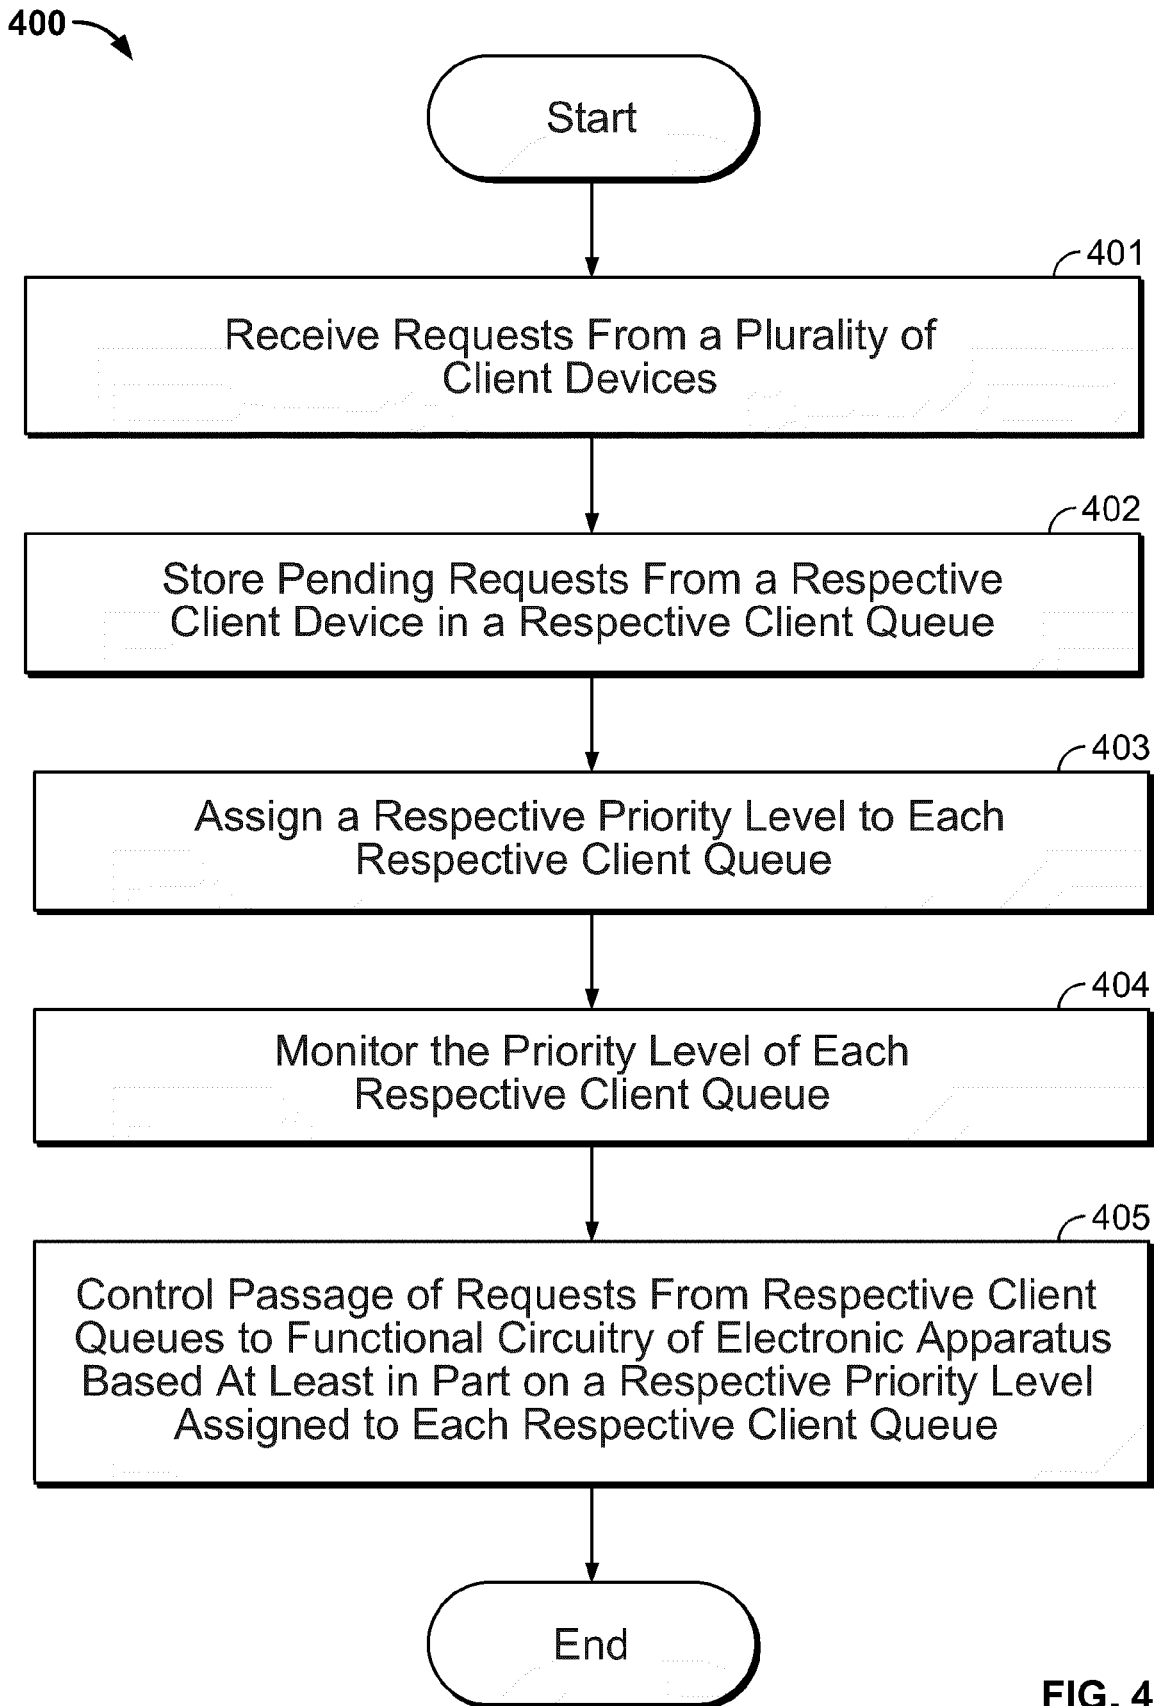 400
Start
401
Receive Requests From a Plurality of
Client Devices
402
Store Pending Requests From a Respective
Client Device in a Respective Client Queue
403
Assign a Respective Priority Level to Each
Respective Client Queue
404
Monitor the Priority Level of Each
Respective Client Queue
405
Control Passage of Requests From Respective Client
Queues to Functional Circuitry of Electronic Apparatus
Based At Least in Part on a Respective Priority Level
Assigned to Each Respective Client Queue
End
FIG. 4